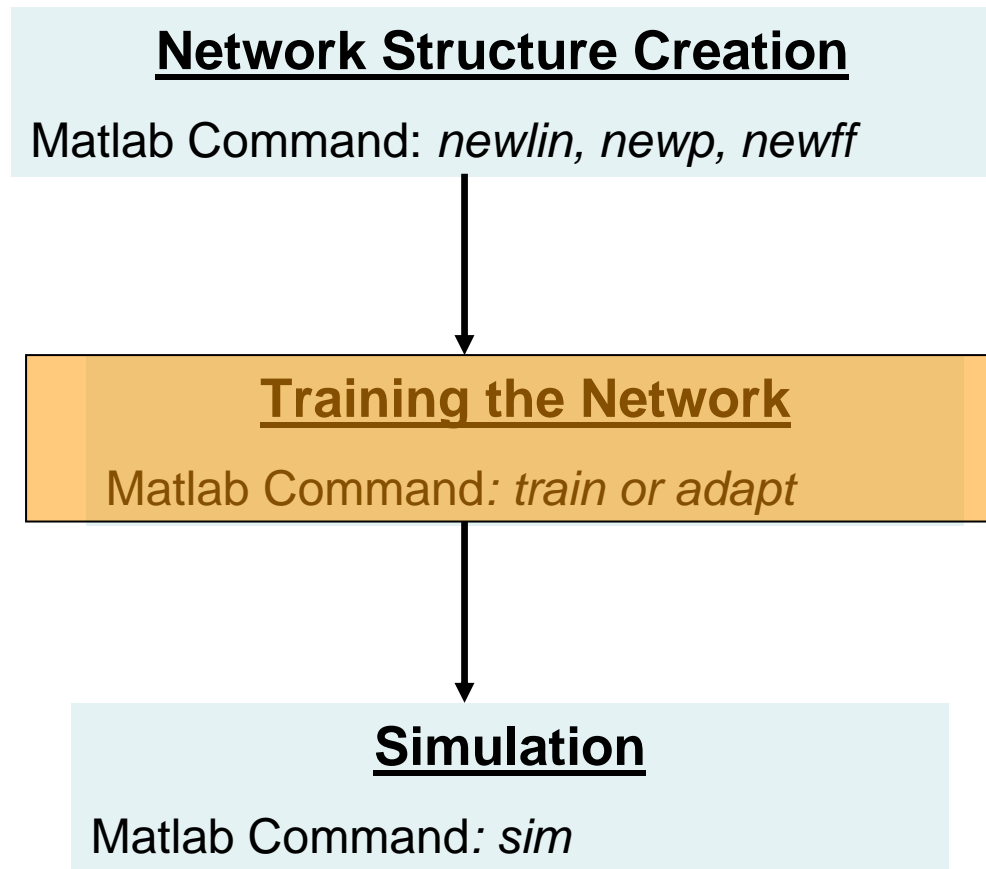 Network Structure Creation
Matlab Command: newlin, newp, newff
Training the Network
Matlab Command: train or adapt
Simulation
Matlab Command: sim